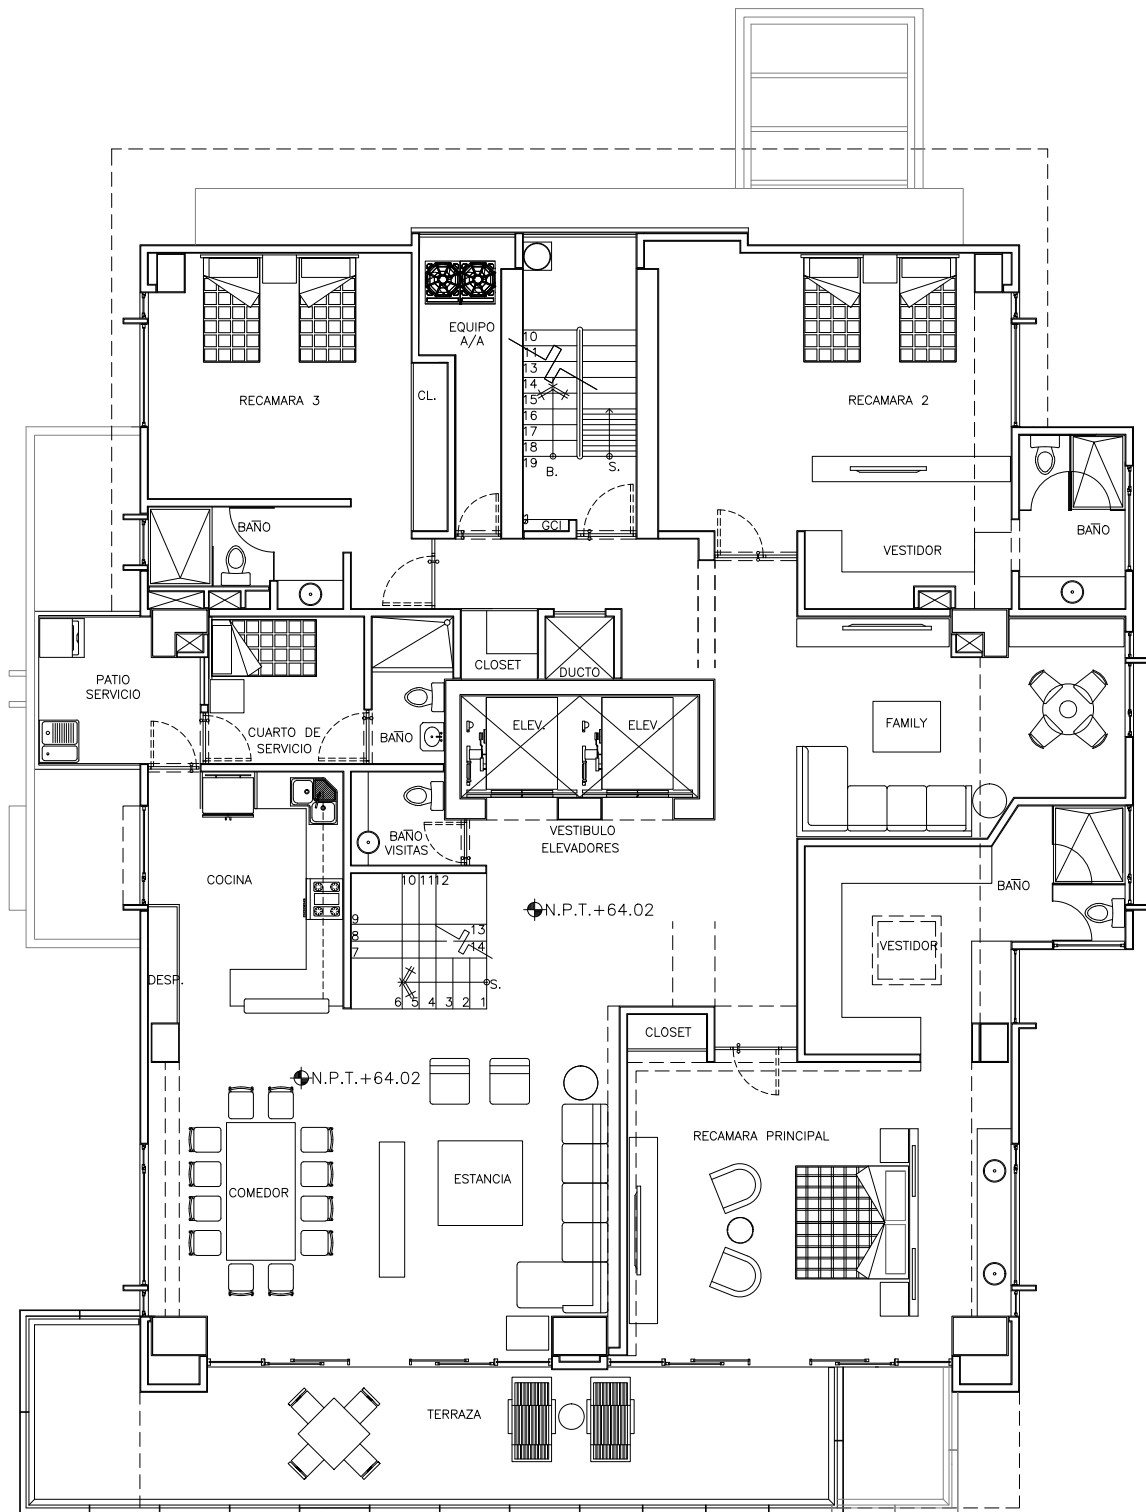 EQUIPO
A/A
RECAMARA 3
CL.
10
11
13
14
15
16
17
18
19
B.
S.
RECAMARA 2
GCI
BAÑO
VESTIDOR
BAÑO
PATIO
SERVICIO
CLOSET
DUCTO
CUARTO DE
SERVICIO
BAÑO
ELEV.
ELEV.
FAMILY
BAÑO
VISITAS
VESTIBULO
ELEVADORES
COCINA
10 11 12
9
8
7
13
14
6 5 4 3 2 1
S.
N.P.T.+64.02
BAÑO
VESTIDOR
DESP.
CLOSET
N.P.T.+64.02
RECAMARA PRINCIPAL
COMEDOR
ESTANCIA
TERRAZA